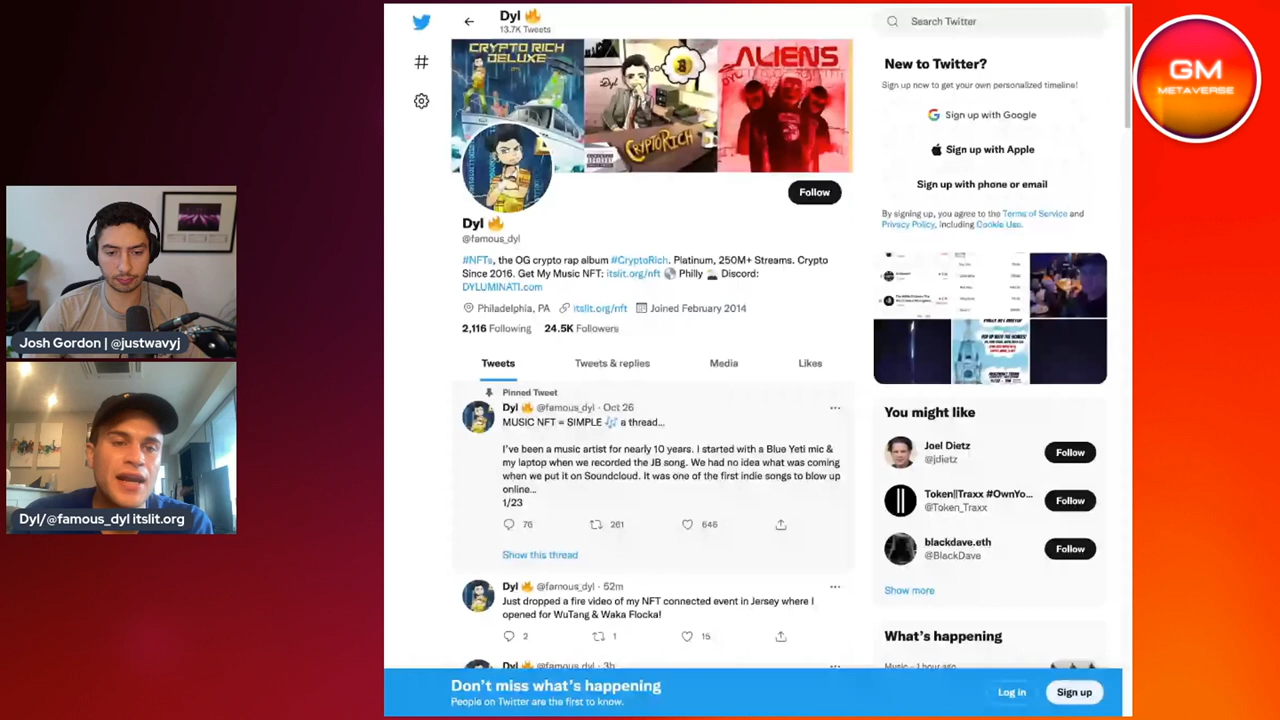 Dyl 🔥
13.7K Tweets
Search Twitter
GM
METAVERSE
CRYPTO RICH
DELUXE
Dyl
CRYPTORICH
ALIENS
DYL
New to Twitter?
Sign up now to get your own personalized timeline!
Sign up with Google
Sign up with Apple
Sign up with phone or email
By signing up, you agree to the Terms of Service and
Privacy Policy, including Cookie Use.
Follow
Dyl 🔥
@famous_dyl
#NFTs, the OG crypto rap album #CryptoRich. Platinum, 250M+ Streams. Crypto
Since 2016. Get My Music NFT: itslit.org/nft 💿 Philly 🏊 Discord:
DYLUMINATI.com
Philadelphia, PA itslit.org/nft Joined February 2014
2,116 Following 24.5K Followers
Tweets Tweets & replies Media Likes
Pinned Tweet
Dyl 🔥 @famous_dyl · Oct 26
MUSIC NFT = SIMPLE 🎶 a thread...
I've been a music artist for nearly 10 years. I started with a Blue Yeti mic &
my laptop when we recorded the JB song. We had no idea what was coming
when we put it on Soundcloud. It was one of the first indie songs to blow up
online...
1/23
76 261 646
Show this thread
Dyl 🔥 @famous_dyl · 52m
Just dropped a fire video of my NFT connected event in Jersey where I
opened for WuTang & Waka Flocka!
2 1 15
Dyl 🔥 @famous_dyl · 3h
You might like
Joel Dietz
@jdietz
Follow
Token||Traxx #OwnYo...
@Token_Traxx
Follow
blackdave.eth
@BlackDave
Follow
Show more
What's happening
Music · 1 hour ago
Don't miss what's happening
People on Twitter are the first to know.
Log in
Sign up
Josh Gordon | @justwavyj
Dyl/@famous_dyl itslit.org